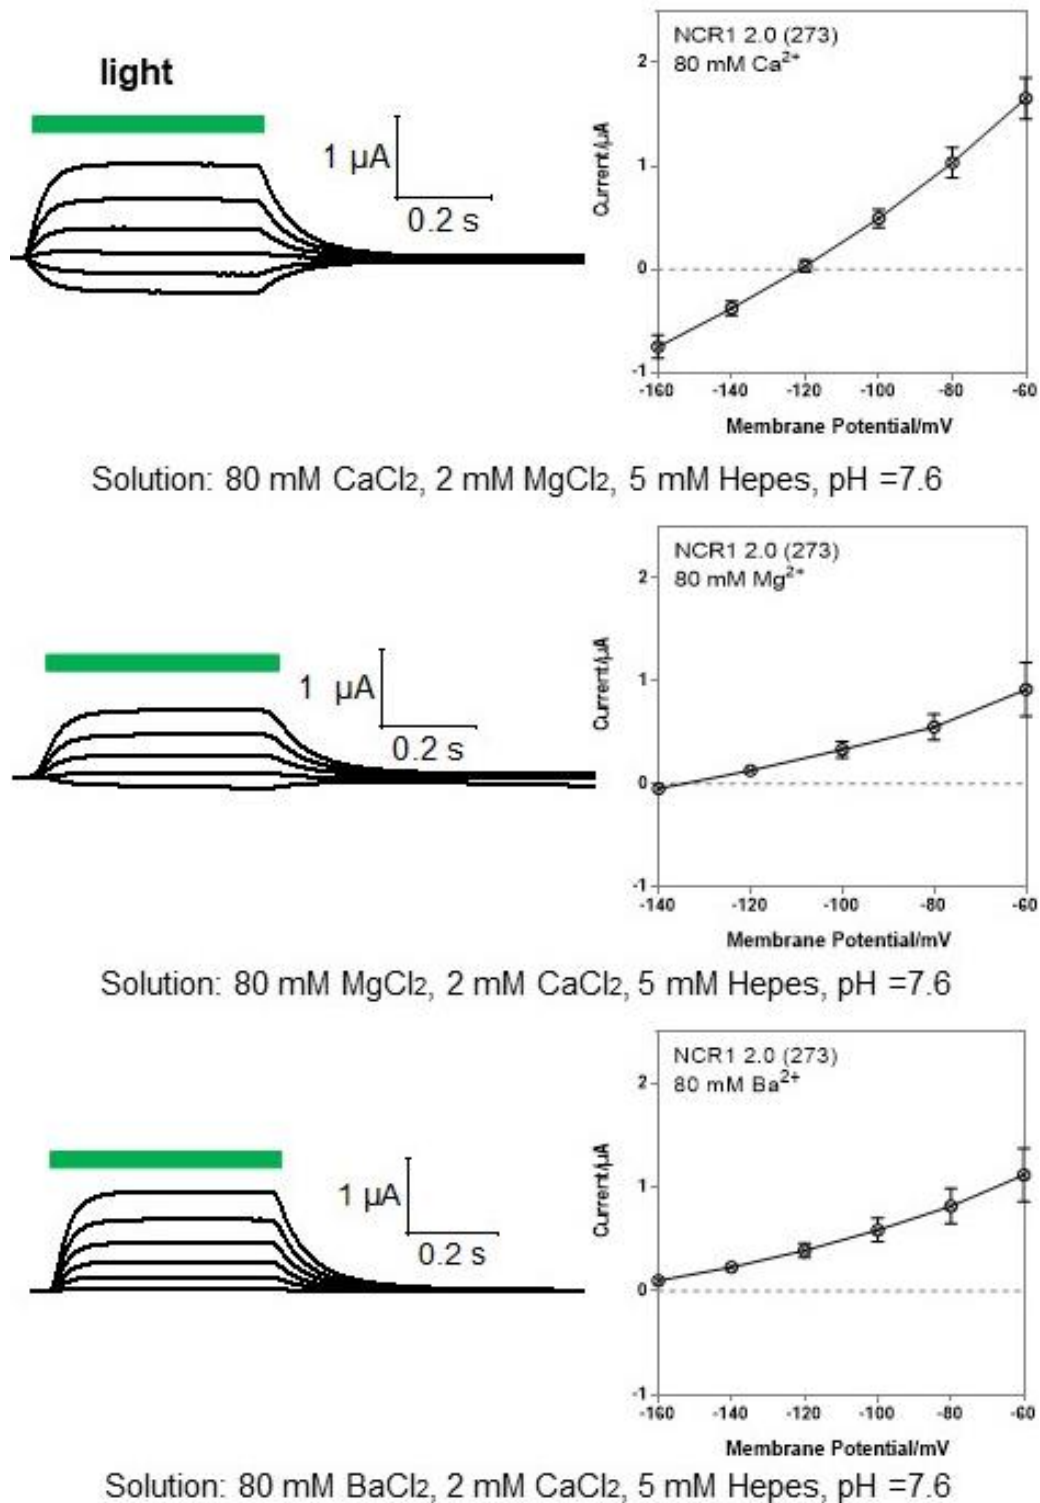 light
1 µA
0.2 s
NCR1 2.0 (273)
80 mM Ca²⁺
Current/µA
2
1
0
-1
-160 -140 -120 -100 -80 -60
Membrane Potential/mV
Solution: 80 mM CaCl₂, 2 mM MgCl₂, 5 mM Hepes, pH =7.6
1 µA
0.2 s
NCR1 2.0 (273)
80 mM Mg²⁺
Current/µA
2
1
0
-1
-140 -120 -100 -80 -60
Membrane Potential/mV
Solution: 80 mM MgCl₂, 2 mM CaCl₂, 5 mM Hepes, pH =7.6
1 µA
0.2 s
NCR1 2.0 (273)
80 mM Ba²⁺
Current/µA
2
1
0
-1
-160 -140 -120 -100 -80 -60
Membrane Potential/mV
Solution: 80 mM BaCl₂, 2 mM CaCl₂, 5 mM Hepes, pH =7.6